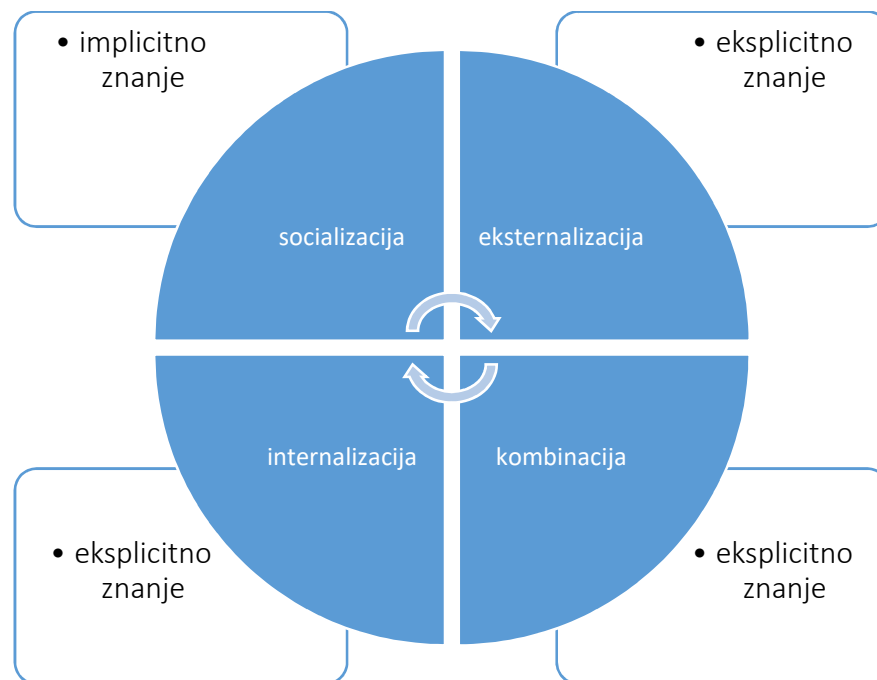 • implicitno
znanje
• eksplicitno
znanje
socializacija
eksternalizacija
internalizacija
kombinacija
• eksplicitno
znanje
• eksplicitno
znanje